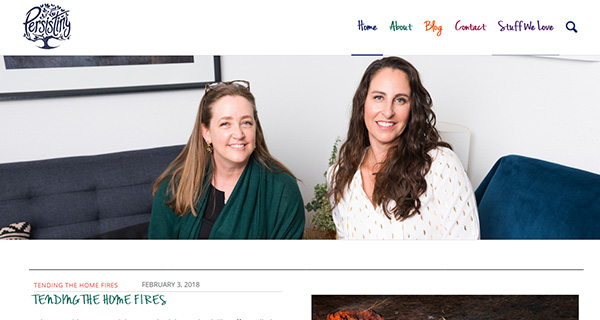 Persisting
Home About Blog Contact Stuff We Love
TENDING THE HOME FIRES FEBRUARY 3, 2018
TENDING THE HOME FIRES